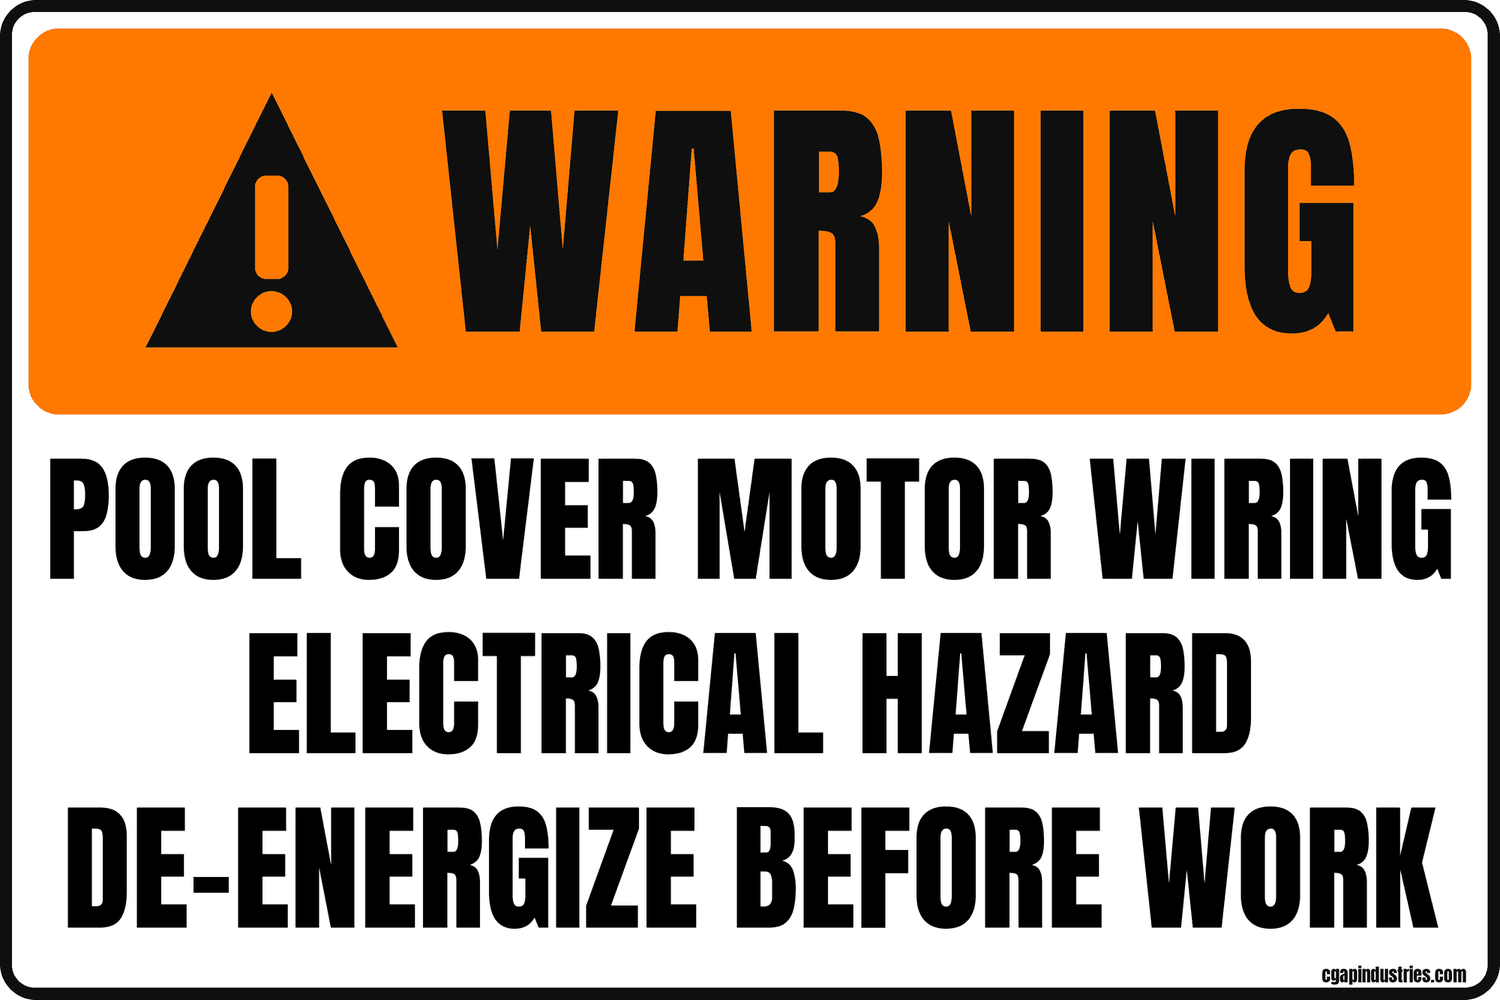 WARNING
POOL COVER MOTOR WIRING
ELECTRICAL HAZARD
DE-ENERGIZE BEFORE WORK
cgapindustries.com